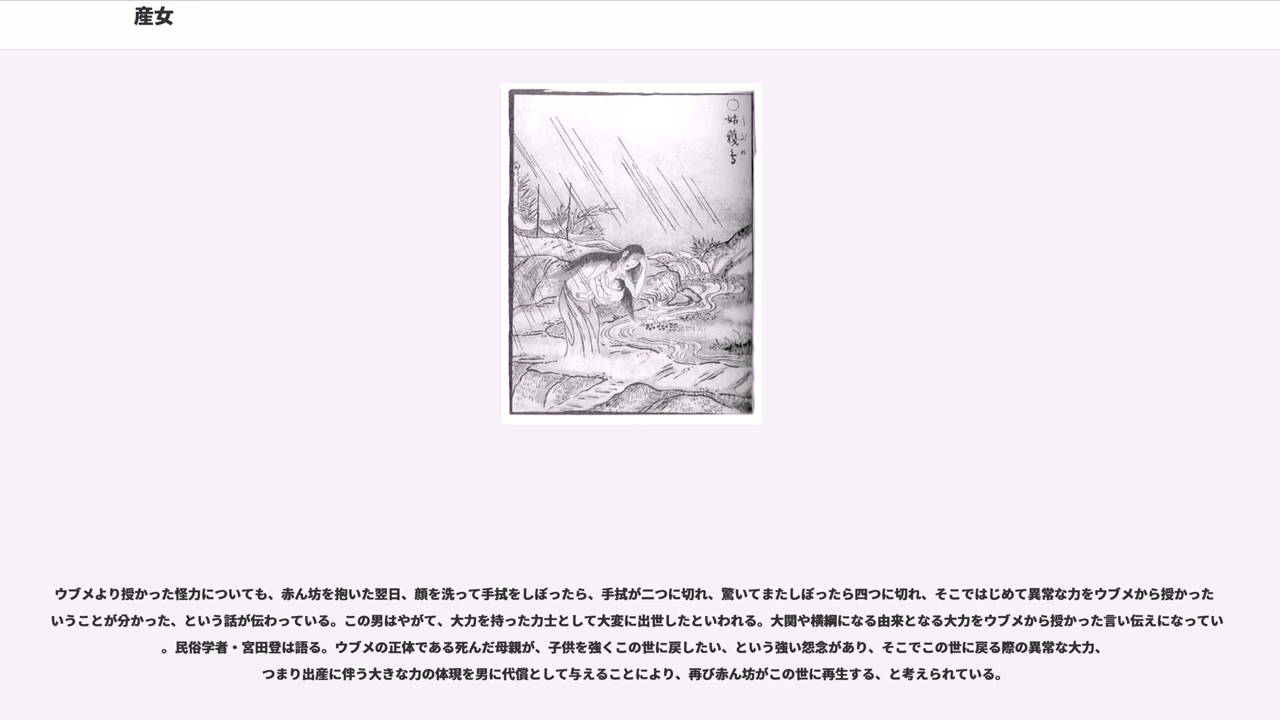 産女
○姑獲鳥
うぶめ
ウブメより授かった怪力についても、赤ん坊を抱いた翌日、顔を洗って手拭をしぼったら、手拭が二つに切れ、驚いてまたしぼったら四つに切れ、そこではじめて異常な力をウブメから授かった
いうことが分かった、という話が伝わっている。この男はやがて、大力を持った力士として大変に出世したといわれる。大関や横綱になる由来となる大力をウブメから授かった言い伝えになってい
。民俗学者・宮田登は語る。ウブメの正体である死んだ母親が、子供を強くこの世に戻したい、という強い怨念があり、そこでこの世に戻る際の異常な大力、
つまり出産に伴う大きな力の体現を男に代償として与えることにより、再び赤ん坊がこの世に再生する、と考えられている。